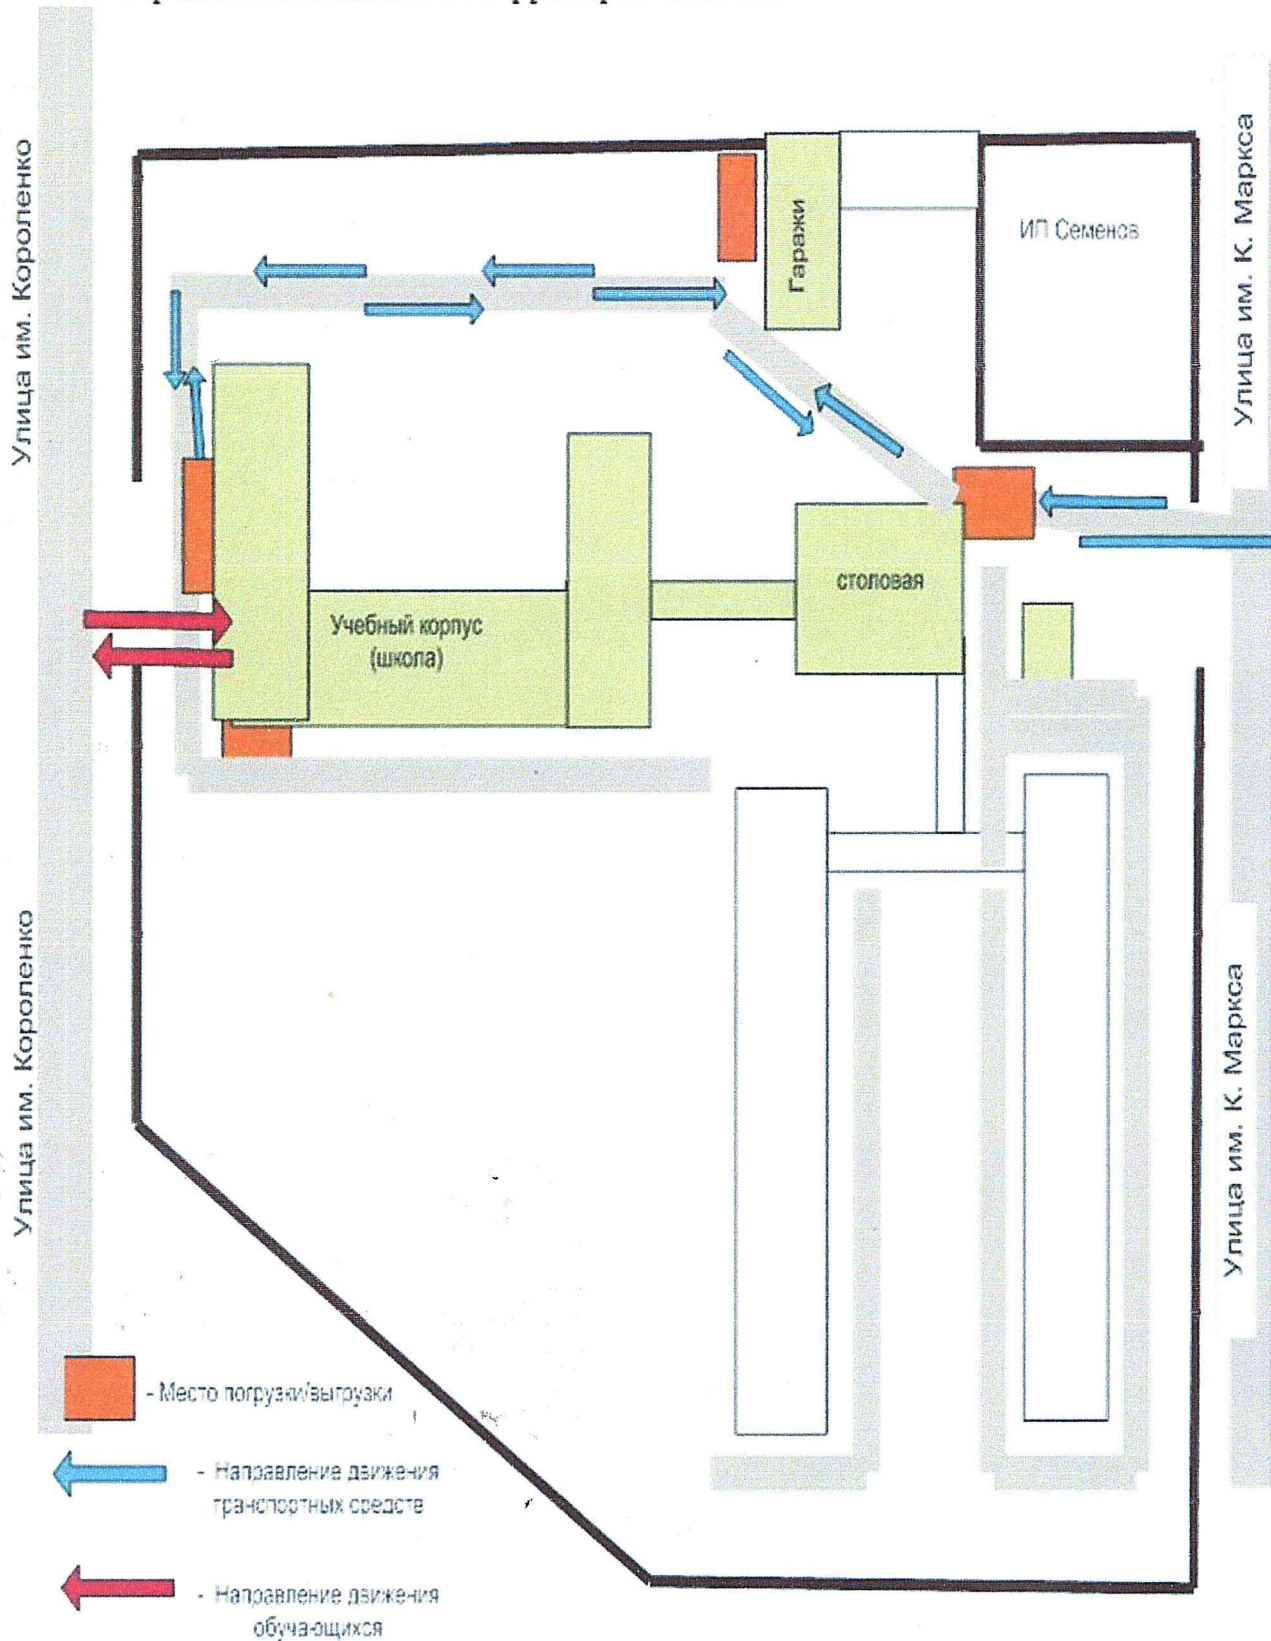 Улица им. Короленко
Улица им. К. Маркса
ИП Семенов
Гаражи
столовая
Учебный корпус
(школа)
Улица им. Короленко
Улица им. К. Маркса
- Место погрузки/выгрузки
- Направление движения
транспортных средств
- Направление движения
обучающихся